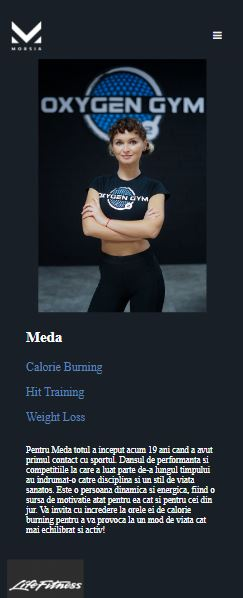 MORSIA
OXYGEN GYM
OXYGEN GYM
Meda
Calorie Burning
Hit Training
Weight Loss
Pentru Meda totul a inceput acum 19 ani cand a avut
primul contact cu sportul. Dansul de performanta si
competitiile la care a luat parte de-a lungul timpului
au indrumat-o catre disciplina si un stil de viata
sanatos. Este o persoana dinamica si energica, fiind o
sursa de motivatie atat pentru ea cat si pentru cei din
jur. Va invita cu incredere la orele ei de calorie
burning pentru a va provoca la un mod de viata cat
mai echilibrat si activ!
LifeFitness